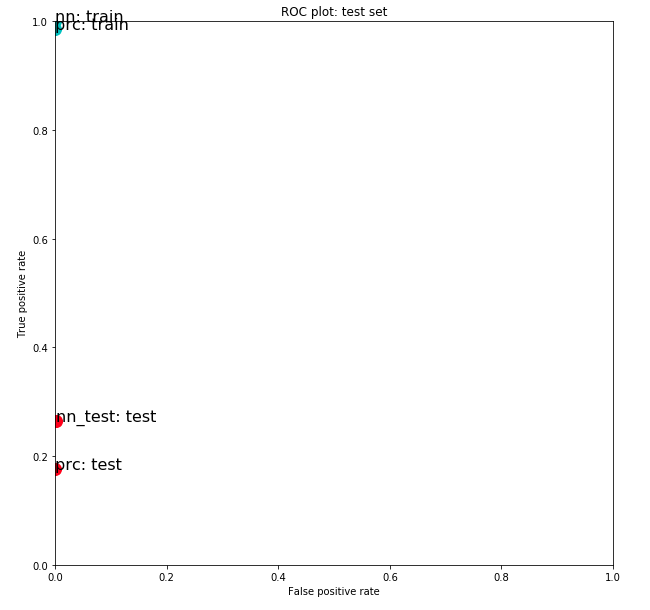 ROC plot: test set
nn: train
prc: train
1.0
0.8
0.6
0.4
0.2
0.0
True positive rate
nn_test: test
prc: test
0.0
0.2
0.4
0.6
0.8
1.0
False positive rate